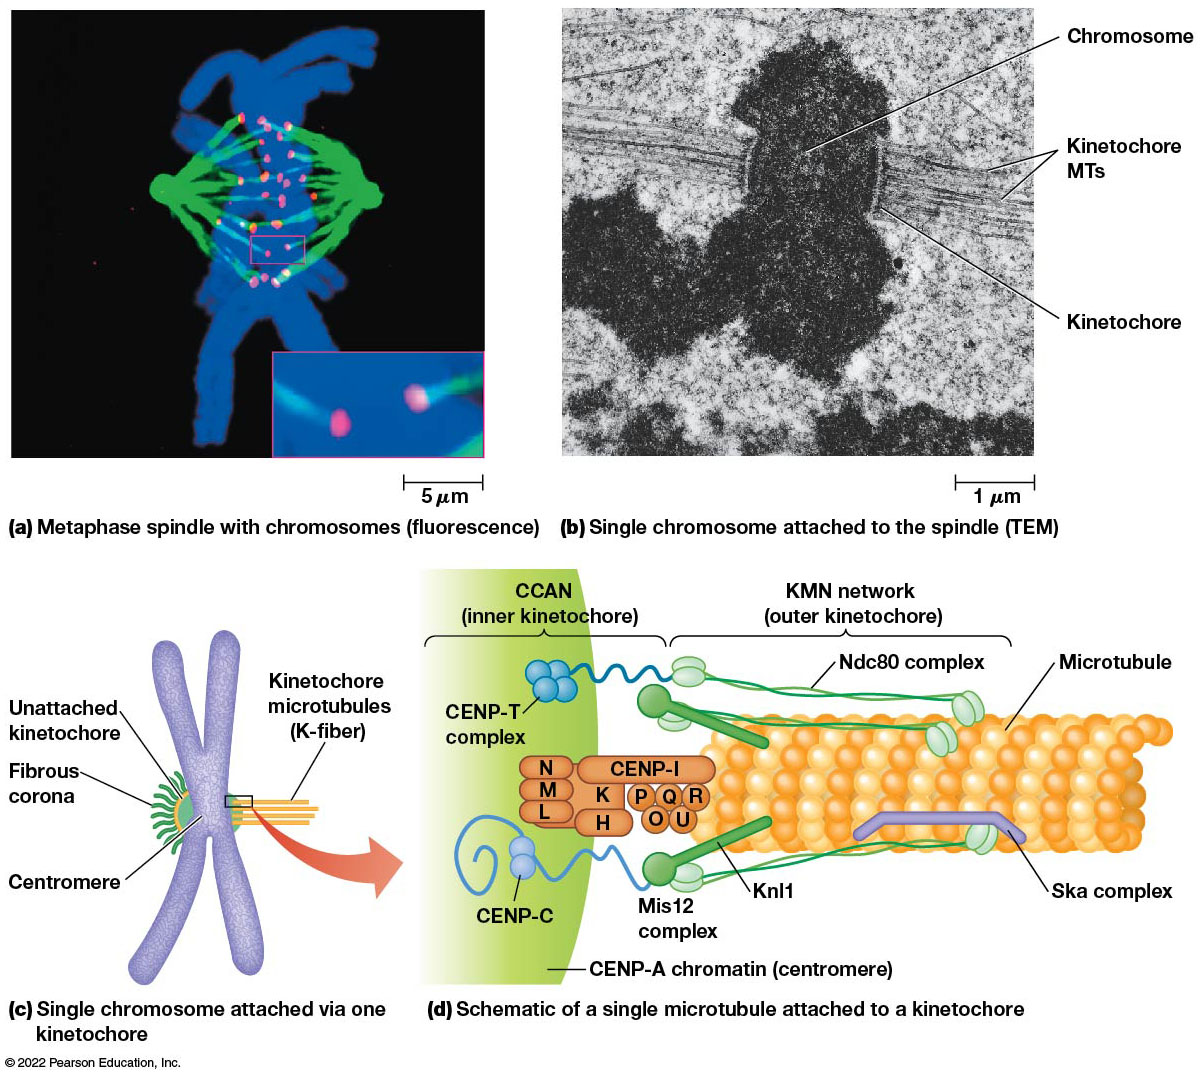 Chromosome
Kinetochore
MTs
Kinetochore
5 μm
1 μm
(a) Metaphase spindle with chromosomes (fluorescence)
(b) Single chromosome attached to the spindle (TEM)
Unattached
kinetochore
Fibrous
corona
Centromere
Kinetochore
microtubules
(K-fiber)
(c) Single chromosome attached via one
kinetochore
CCAN
(inner kinetochore)
KMN network
(outer kinetochore)
Ndc80 complex
Microtubule
CENP-T
complex
N
M
L
CENP-I
K
H
P
Q
R
O
U
CENP-C
Mis12
complex
Knl1
Ska complex
CENP-A chromatin (centromere)
(d) Schematic of a single microtubule attached to a kinetochore
© 2022 Pearson Education, Inc.